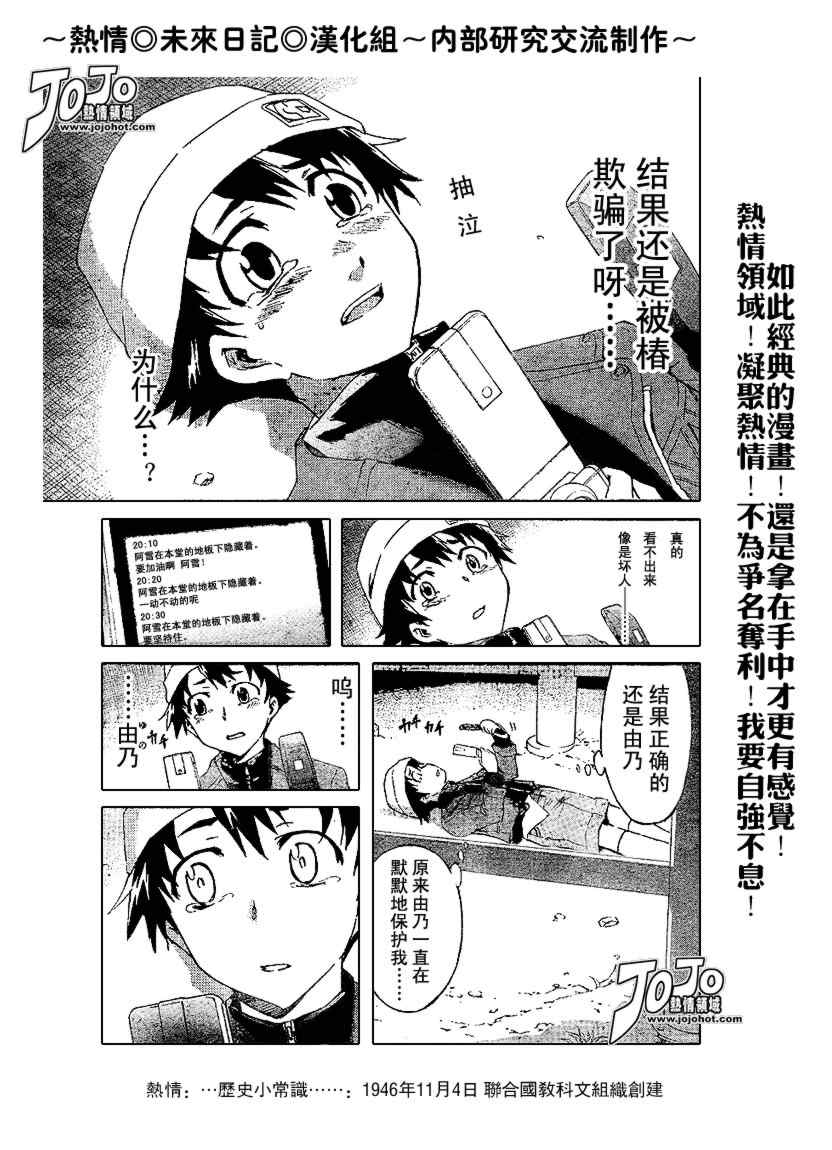 ～熱情◎未來日記◎漢化組～内部研究交流制作～
JOJO
熱情領域
www.jojohot.com
结果还是被椿
欺骗了呀……
抽泣
为什么…？
如此經典的漫畫！還是拿在手中才更有感覺！
熱情領域！凝聚熱情！不為爭名奪利！我要自強不息！
真的
看不出来
像是坏人……
20:10
阿雪在本堂的地板下隐藏着。
要加油啊 阿雪！
20:20
阿雪在本堂的地板下隐藏着。
一动不动的呢
20:30
阿雪在本堂的地板下隐藏着。
要坚持住。
结果正确的
还是由乃
カチ
カチ
原来由乃一直在
默默地保护我……
呜……
……由乃
ゆの
JOJO
熱情領域
www.jojohot.com
熱情：…歷史小常識……：1946年11月4日 聯合國教科文組織創建